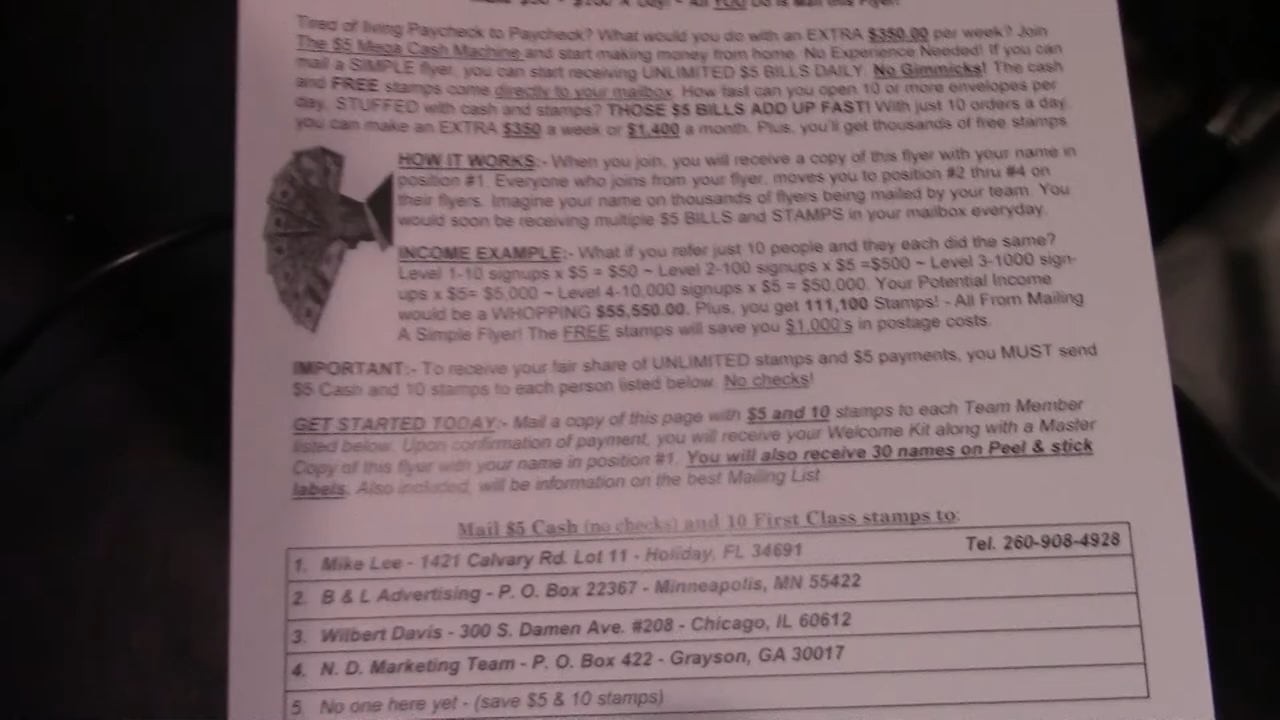 Make $50 - $100 A Day! - All YOU Do Is Mail this Flyer!
Tired of living Paycheck to Paycheck? What would you do with an EXTRA $350.00 per week? Join
The $5 Mega Cash Machine and start making money from home. No Experience Needed! If you can
mail a SIMPLE flyer, you can start receiving UNLIMITED $5 BILLS DAILY. No Gimmicks! The cash
and FREE stamps come directly to your mailbox. How fast can you open 10 or more envelopes per
day, STUFFED with cash and stamps? THOSE $5 BILLS ADD UP FAST! With just 10 orders a day
you can make an EXTRA $350 a week or $1,400 a month. Plus, you'll get thousands of free stamps
HOW IT WORKS:- When you join, you will receive a copy of this flyer with your name in
position #1. Everyone who joins from your flyer, moves you to position #2 thru #4 on
their flyers. Imagine your name on thousands of flyers being mailed by your team. You
would soon be receiving multiple $5 BILLS and STAMPS in your mailbox everyday.
INCOME EXAMPLE:- What if you refer just 10 people and they each did the same?
Level 1-10 signups x $5 = $50 ~ Level 2-100 signups x $5 =$500 ~ Level 3-1000 sign-
ups x $5= $5,000 ~ Level 4-10,000 signups x $5 = $50,000. Your Potential Income
would be a WHOPPING $55,550.00. Plus, you get 111,100 Stamps! - All From Mailing
A Simple Flyer! The FREE stamps will save you $1,000's in postage costs.
IMPORTANT:- To receive your fair share of UNLIMITED stamps and $5 payments, you MUST send
$5 Cash and 10 stamps to each person listed below. No checks!
GET STARTED TODAY:- Mail a copy of this page with $5 and 10 stamps to each Team Member
listed below. Upon confirmation of payment, you will receive your Welcome Kit along with a Master
Copy of this flyer with your name in position #1. You will also receive 30 names on Peel & stick
labels. Also included, will be information on the best Mailing List
Mail $5 Cash (no checks) and 10 First Class stamps to:
1. Mike Lee - 1421 Calvary Rd. Lot 11 - Holiday, FL 34691 Tel. 260-908-4928
2. B & L Advertising - P. O. Box 22367 - Minneapolis, MN 55422
3. Wilbert Davis - 300 S. Damen Ave. #208 - Chicago, IL 60612
4. N. D. Marketing Team - P. O. Box 422 - Grayson, GA 30017
5. No one here yet - (save $5 & 10 stamps)